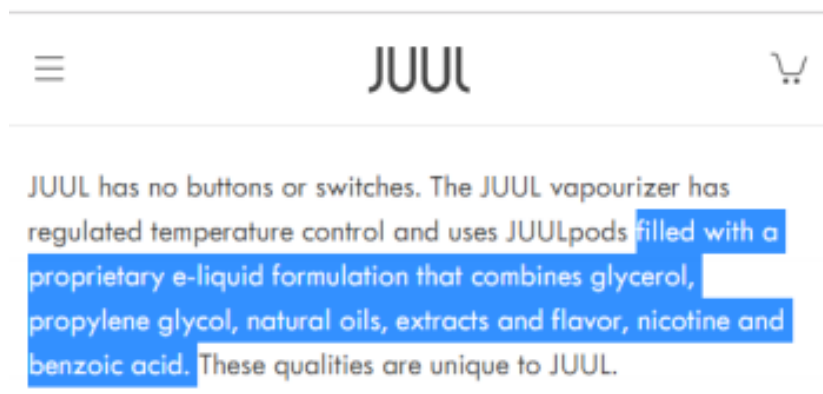 JUUL
JUUL has no buttons or switches. The JUUL vapourizer has
regulated temperature control and uses JUULpods filled with a
proprietary e-liquid formulation that combines glycerol,
propylene glycol, natural oils, extracts and flavor, nicotine and
benzoic acid. These qualities are unique to JUUL.